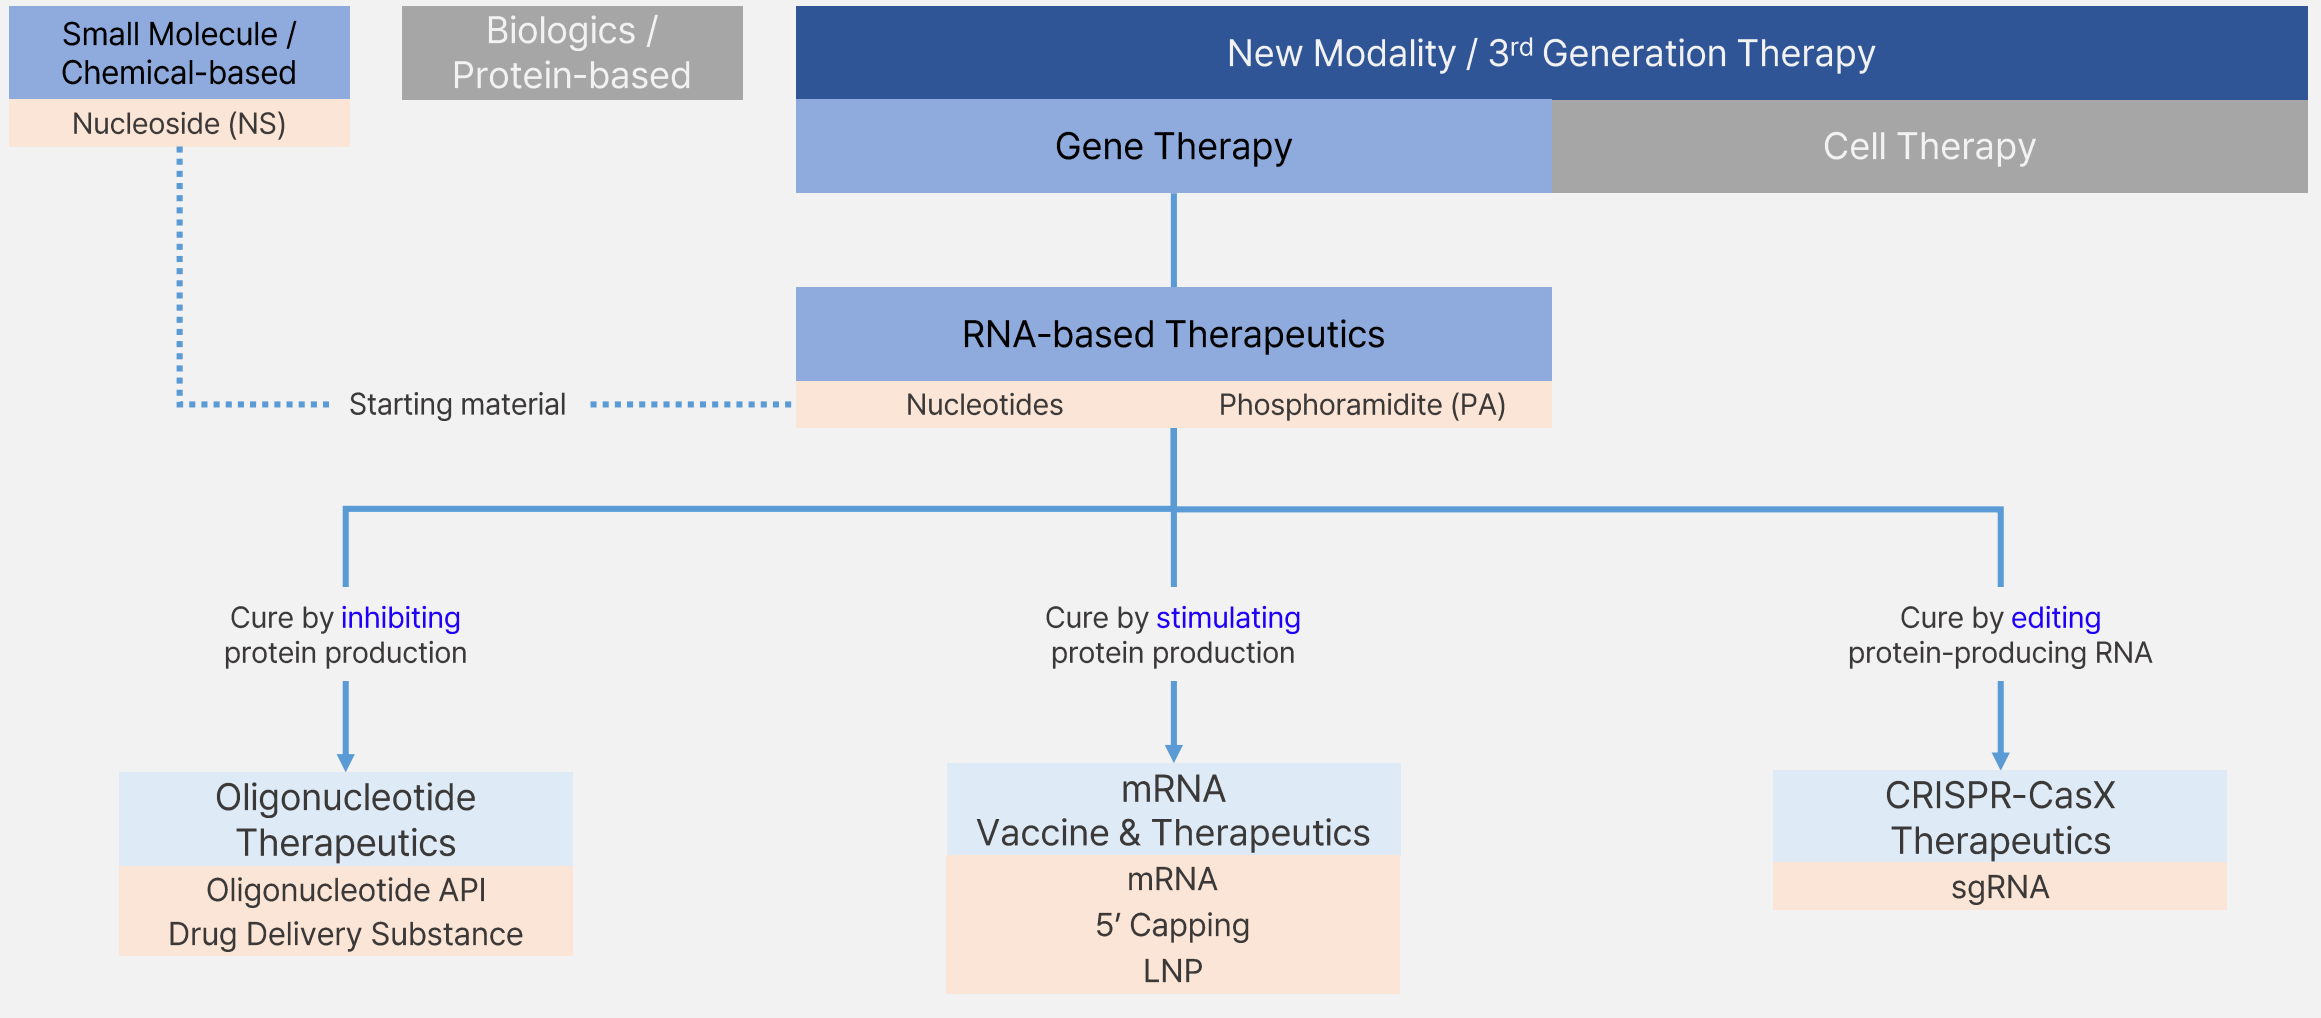 Small Molecule /
Chemical-based
Nucleoside (NS)
Biologics /
Protein-based
New Modality / 3rd Generation Therapy
Gene Therapy
Cell Therapy
RNA-based Therapeutics
Nucleotides
Phosphoramidite (PA)
Starting material
Cure by inhibiting
protein production
Cure by stimulating
protein production
Cure by editing
protein-producing RNA
Oligonucleotide
Therapeutics
Oligonucleotide API
Drug Delivery Substance
mRNA
Vaccine & Therapeutics
mRNA
5′ Capping
LNP
CRISPR-CasX
Therapeutics
sgRNA